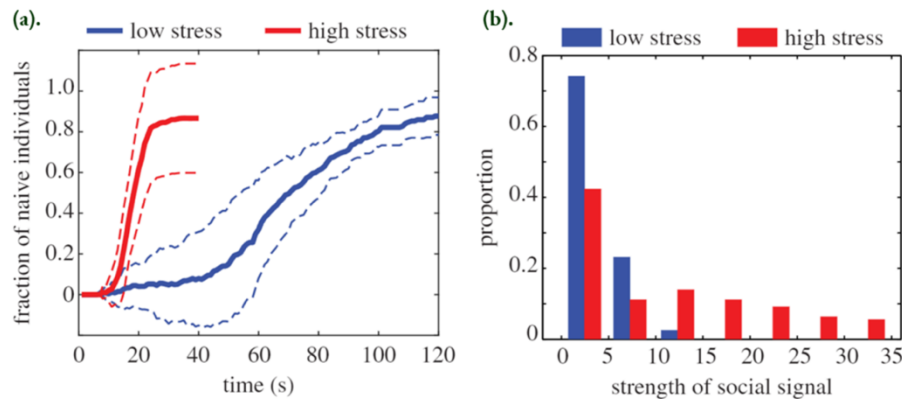 (a).
low stress
high stress
fraction of naive individuals
1.0
0.8
0.6
0.4
0.2
0
0 20 40 60 80 100 120
time (s)
(b).
low stress
high stress
proportion
0.8
0.6
0.4
0.2
0
0 5 10 15 20 25 30 35
strength of social signal